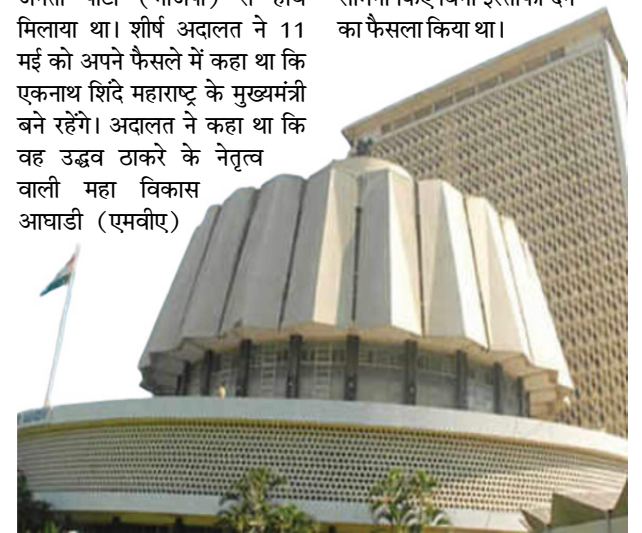 मिलाया था। शीर्ष अदालत ने 11
मई को अपने फैसले में कहा था कि
एकनाथ शिंदे महाराष्ट्र के मुख्यमंत्री
बने रहेंगे। अदालत ने कहा था कि
वह उद्धव ठाकरे के नेतृत्व
वाली महा विकास
आघाडी (एमवीए)
का फैसला किया था।